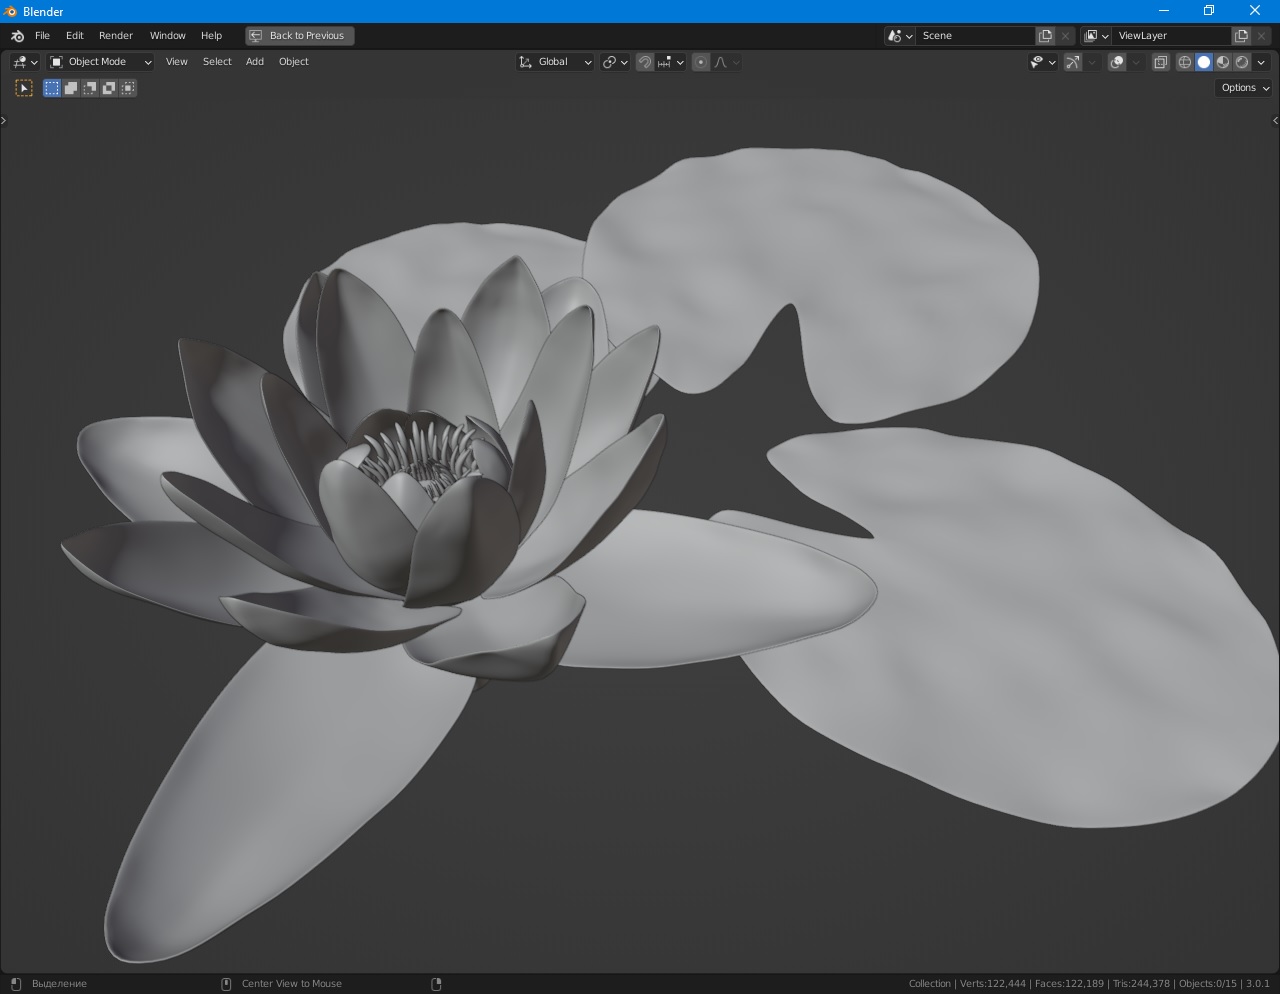 Blender
File Edit Render Window Help Back to Previous Scene ViewLayer
Object Mode View Select Add Object Global
Options
Выделение Center View to Mouse Collection | Verts:122,444 | Faces:122,189 | Tris:244,378 | Objects:0/15 | 3.0.1